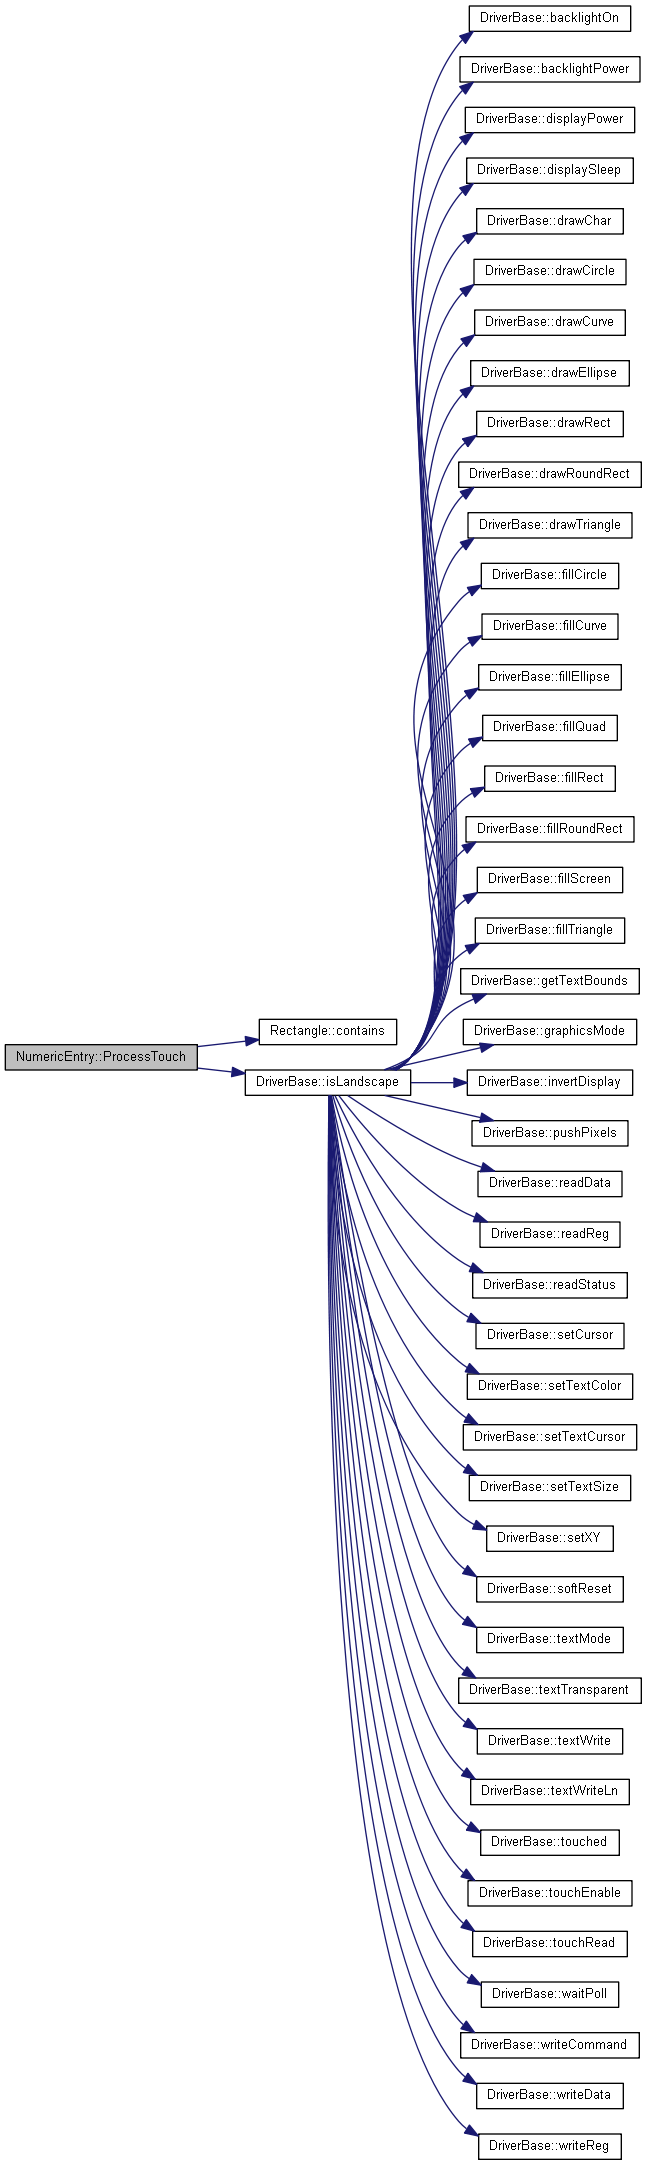 DriverBase::backlightOn
DriverBase::backlightPower
DriverBase::displayPower
DriverBase::displaySleep
DriverBase::drawChar
DriverBase::drawCircle
DriverBase::drawCurve
DriverBase::drawEllipse
DriverBase::drawRect
DriverBase::drawRoundRect
DriverBase::drawTriangle
DriverBase::fillCircle
DriverBase::fillCurve
DriverBase::fillEllipse
DriverBase::fillQuad
DriverBase::fillRect
DriverBase::fillRoundRect
DriverBase::fillScreen
DriverBase::fillTriangle
DriverBase::getTextBounds
Rectangle::contains
DriverBase::graphicsMode
NumericEntry::ProcessTouch
DriverBase::isLandscape
DriverBase::invertDisplay
DriverBase::pushPixels
DriverBase::readData
DriverBase::readReg
DriverBase::readStatus
DriverBase::setCursor
DriverBase::setTextColor
DriverBase::setTextCursor
DriverBase::setTextSize
DriverBase::setXY
DriverBase::softReset
DriverBase::textMode
DriverBase::textTransparent
DriverBase::textWrite
DriverBase::textWriteLn
DriverBase::touched
DriverBase::touchEnable
DriverBase::touchRead
DriverBase::waitPoll
DriverBase::writeCommand
DriverBase::writeData
DriverBase::writeReg